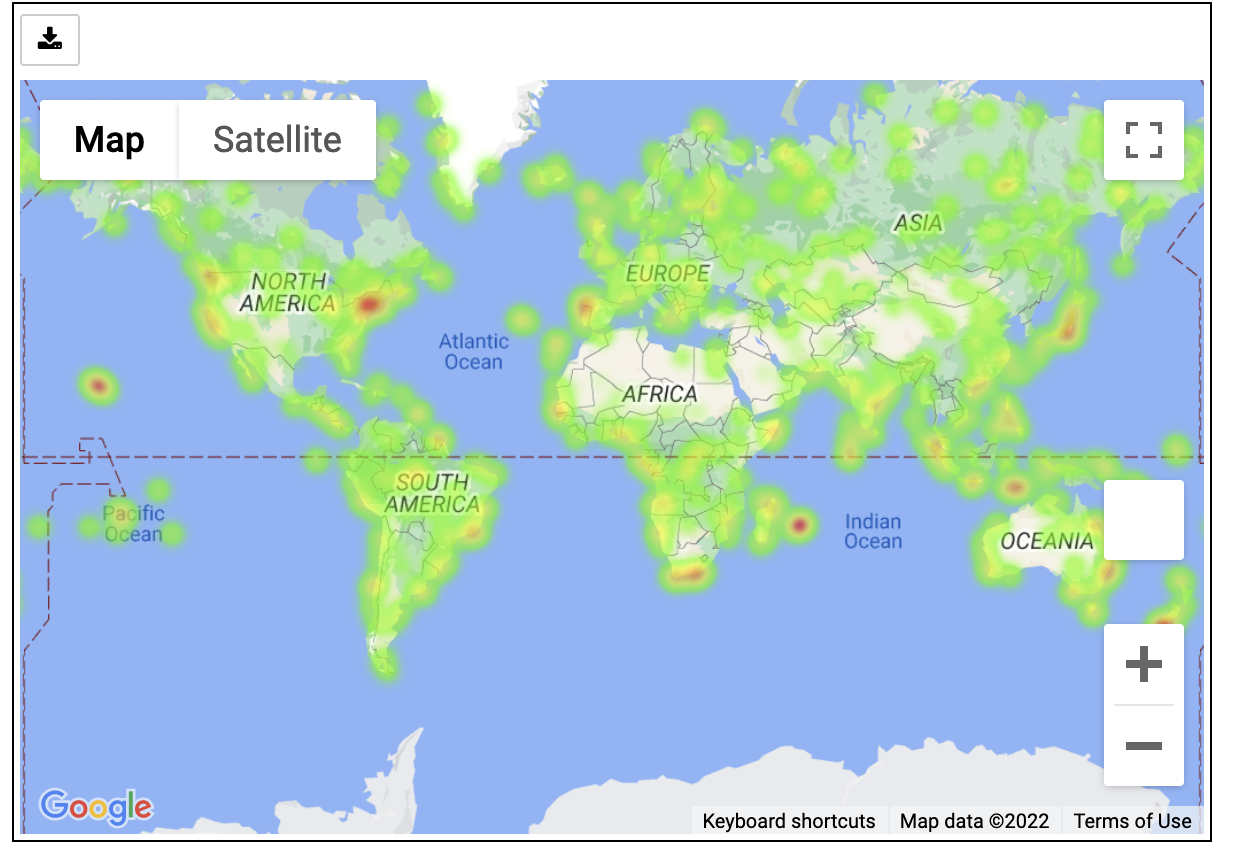 Map
Satellite
ASIA
NORTH
AMERICA
EUROPE
Atlantic
Ocean
AFRICA
SOUTH
AMERICA
Pacific
Ocean
Indian
Ocean
OCEANIA
Google
Keyboard shortcuts
Map data ©2022
Terms of Use